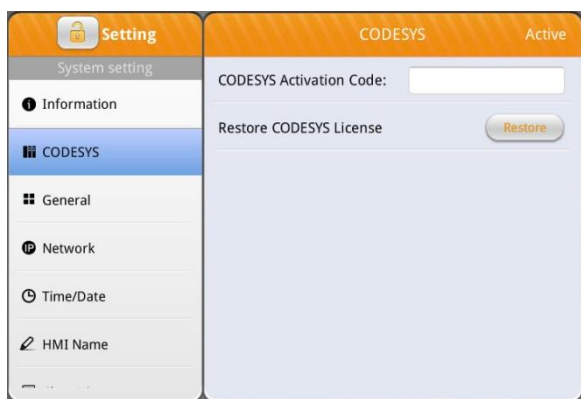 Setting
System setting
Information
CODESYS
General
Network
Time/Date
HMI Name
CODESYS Active
CODESYS Activation Code:
Restore CODESYS License Restore